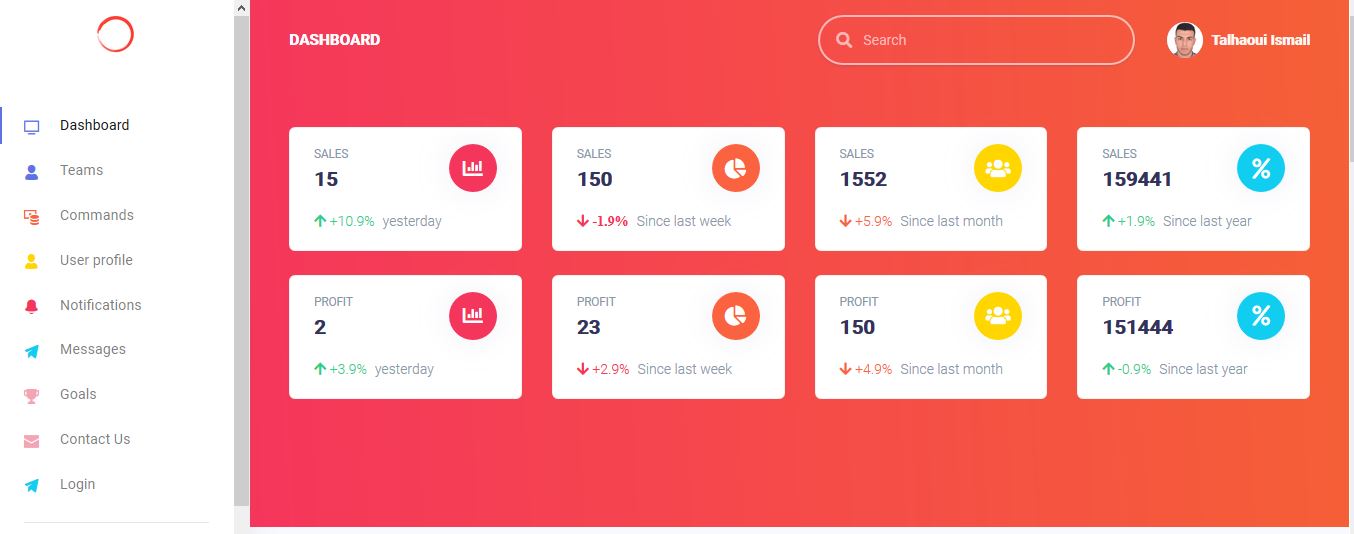 DASHBOARD
Search
Talhaoui Ismail
Dashboard
Teams
Commands
User profile
Notifications
Messages
Goals
Contact Us
Login
SALES
15
+10.9% yesterday
SALES
150
-1.9% Since last week
SALES
1552
+5.9% Since last month
SALES
159441
+1.9% Since last year
PROFIT
2
+3.9% yesterday
PROFIT
23
+2.9% Since last week
PROFIT
150
+4.9% Since last month
PROFIT
151444
-0.9% Since last year